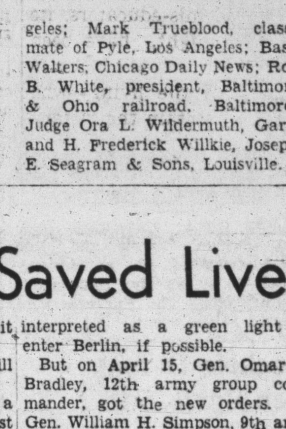 geles; Mark Trueblood, clas
mate of Pyle, Los Angeles; Bas
Walters, Chicago Daily News; Ro
B. White, president, Baltimor
& Ohio railroad, Baltimore
Judge Ora L. Wildermuth, Gar
and H. Frederick Willkie, Josep
E. Seagram & Sons, Louisville.
Saved Live
it interpreted as a green light
enter Berlin, if possible.
ll But on April 15, Gen. Omar
Bradley, 12th army group co
a mander, got the new orders.
st Gen. William H. Simpson, 9th a